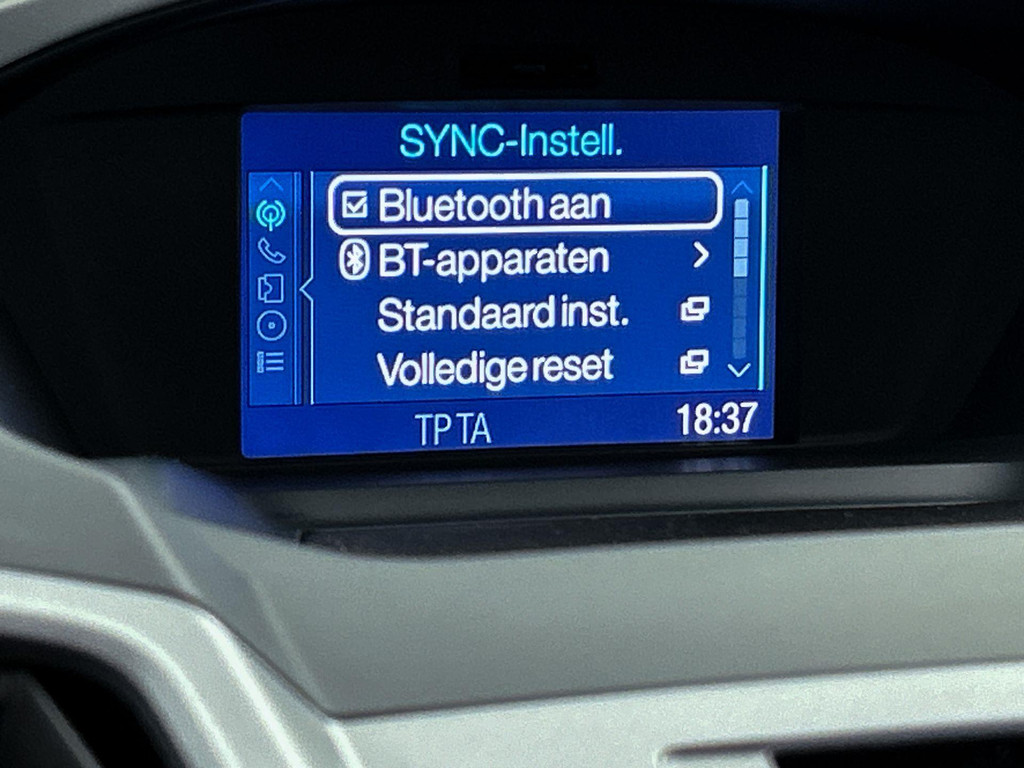 SYNC-Instell.
Bluetooth aan
BT-apparaten
Standaard inst.
Volledige reset
TP TA
18:37